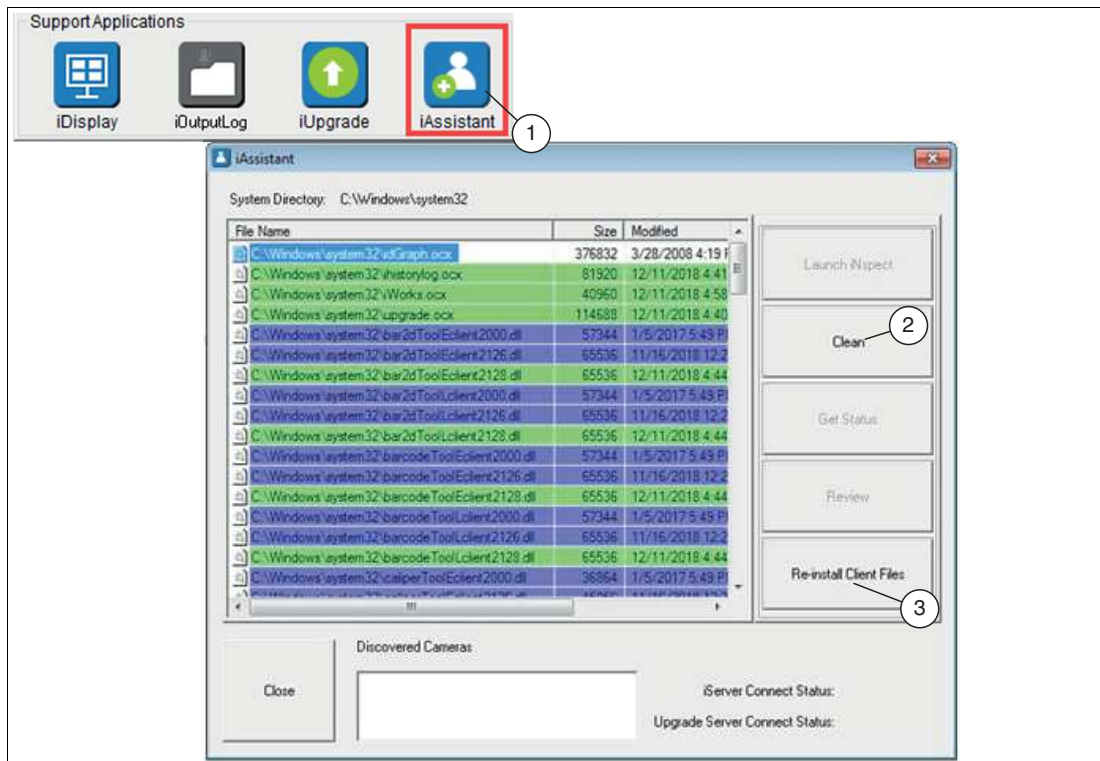 Support Applications
iDisplay
iOutputLog
iUpgrade
iAssistant
1
iAssistant
System Directory: C:\Windows\system32
File Name Size Modified
C:\Windows\system32\idGraph.ocx 376832 3/28/2008 4:19
C:\Windows\system32\ihistorylog.ocx 81920 12/11/2018 4:41
C:\Windows\system32\iWorks.ocx 40960 12/11/2018 4:58
C:\Windows\system32\upgrade.ocx 114688 12/11/2018 4:40
C:\Windows\system32\bar2dToolEclient2000.dll 57344 1/5/2017 5:49 P
C:\Windows\system32\bar2dToolEclient2126.dll 65536 11/16/2018 12:2
C:\Windows\system32\bar2dToolEclient2128.dll 65536 12/11/2018 4:44
C:\Windows\system32\bar2dToolLclient2000.dll 57344 1/5/2017 5:49 P
C:\Windows\system32\bar2dToolLclient2126.dll 65536 11/16/2018 12:2
C:\Windows\system32\bar2dToolLclient2128.dll 65536 12/11/2018 4:44
C:\Windows\system32\barcodeToolEclient2000.dll 57344 1/5/2017 5:49 P
C:\Windows\system32\barcodeToolEclient2126.dll 65536 11/16/2018 12:2
C:\Windows\system32\barcodeToolEclient2128.dll 65536 12/11/2018 4:44
C:\Windows\system32\barcodeToolLclient2000.dll 57344 1/5/2017 5:49 P
C:\Windows\system32\barcodeToolLclient2126.dll 65536 11/16/2018 12:2
C:\Windows\system32\barcodeToolLclient2128.dll 65536 12/11/2018 4:44
C:\Windows\system32\caliperToolEclient2000.dll 36864 1/5/2017 5:49 P
Launch iNspect
Clean
2
Get Status
Review
Re-install Client Files
3
Close
Discovered Cameras
iServer Connect Status:
Upgrade Server Connect Status: